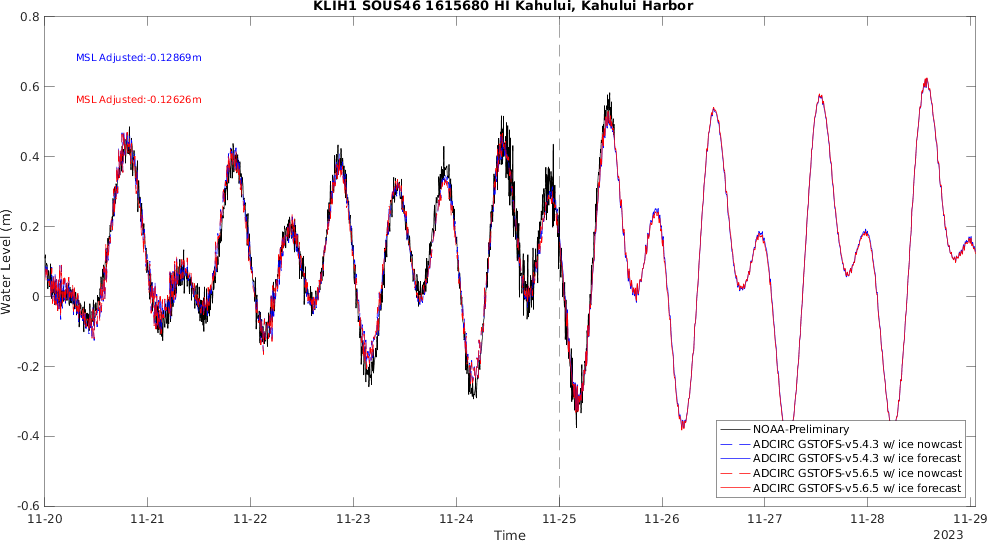 KLIH1 SOUS46 1615680 HI Kahului, Kahului Harbor
MSL Adjusted:-0.12869m
MSL Adjusted:-0.12626m
Water Level (m)
0.8
0.6
0.4
0.2
0
-0.2
-0.4
-0.6
NOAA-Preliminary
ADCIRC GSTOFS-v5.4.3 w/ ice nowcast
ADCIRC GSTOFS-v5.4.3 w/ ice forecast
ADCIRC GSTOFS-v5.6.5 w/ ice nowcast
ADCIRC GSTOFS-v5.6.5 w/ ice forecast
11-20 11-21 11-22 11-23 11-24 11-25 11-26 11-27 11-28 11-29
Time
2023